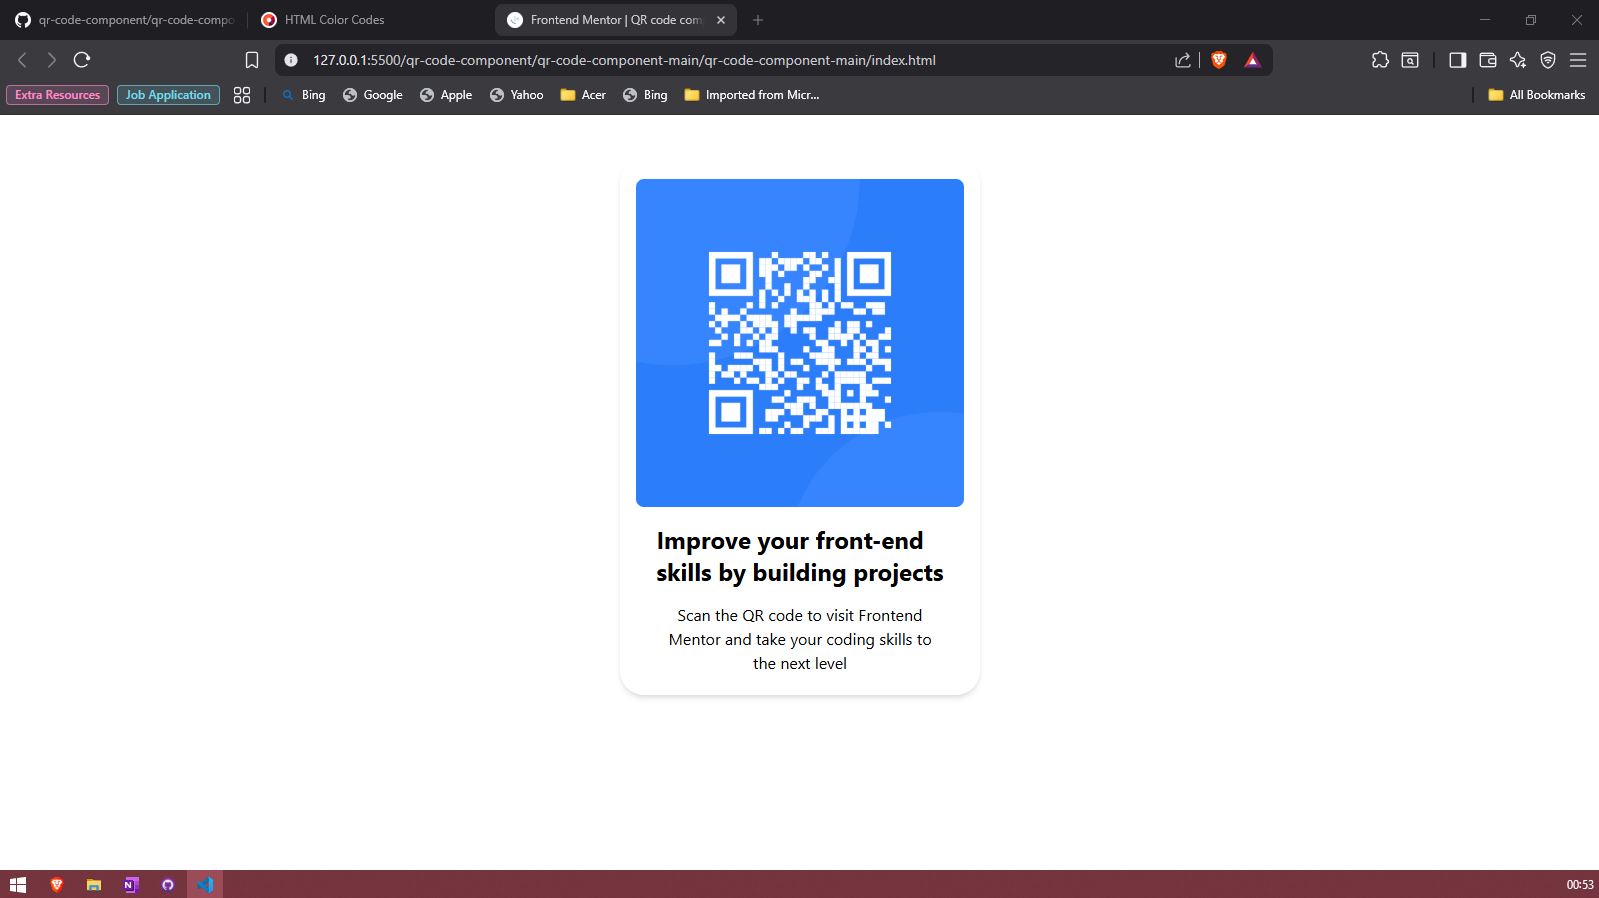 qr-code-component/qr-code-compo
HTML Color Codes
Frontend Mentor | QR code com
127.0.0.1:5500/qr-code-component/qr-code-component-main/qr-code-component-main/index.html
Extra Resources
Job Application
Bing
Google
Apple
Yahoo
Acer
Bing
Imported from Micr...
All Bookmarks
Improve your front-end
skills by building projects
Scan the QR code to visit Frontend
Mentor and take your coding skills to
the next level
N
00:53